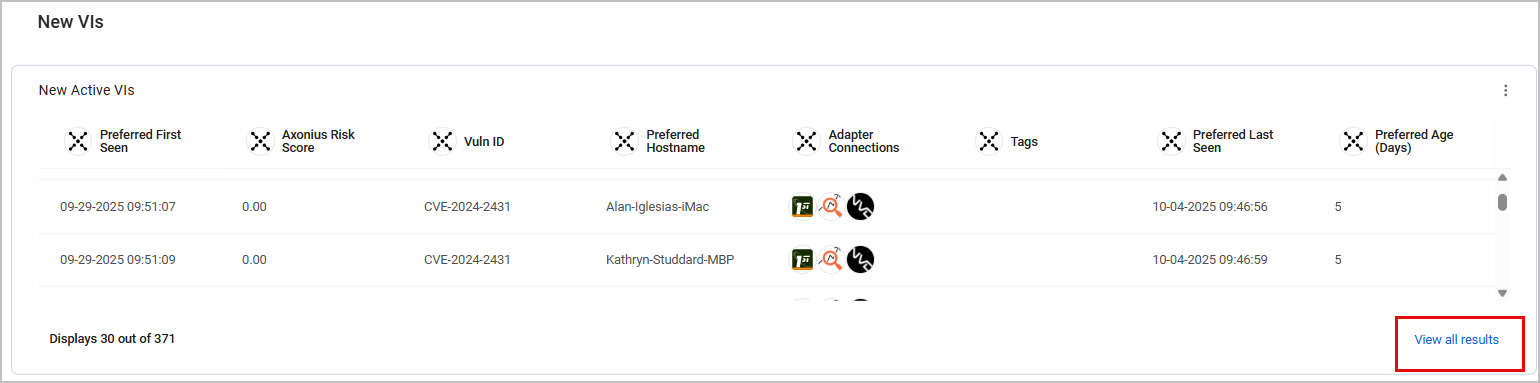 New VIs
New Active VIs
Preferred First Seen
Axonius Risk Score
Vuln ID
Preferred Hostname
Adapter Connections
Tags
Preferred Last Seen
Preferred Age (Days)
09-29-2025 09:51:07 0.00 CVE-2024-2431 Alan-Iglesias-iMac 10-04-2025 09:46:56 5
09-29-2025 09:51:09 0.00 CVE-2024-2431 Kathryn-Studdard-MBP 10-04-2025 09:46:59 5
Displays 30 out of 371
View all results